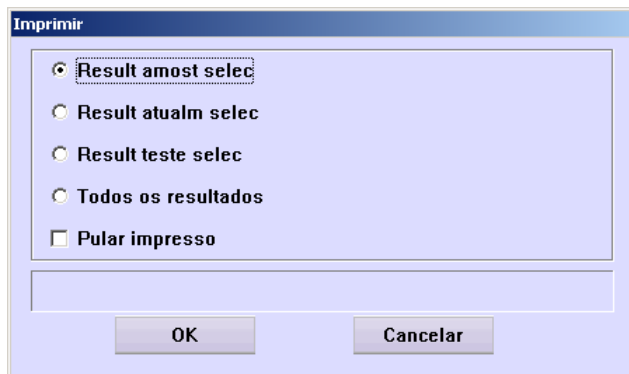 Imprimir
Result amost selec
Result atualm selec
Result teste selec
Todos os resultados
Pular impresso
OK
Cancelar